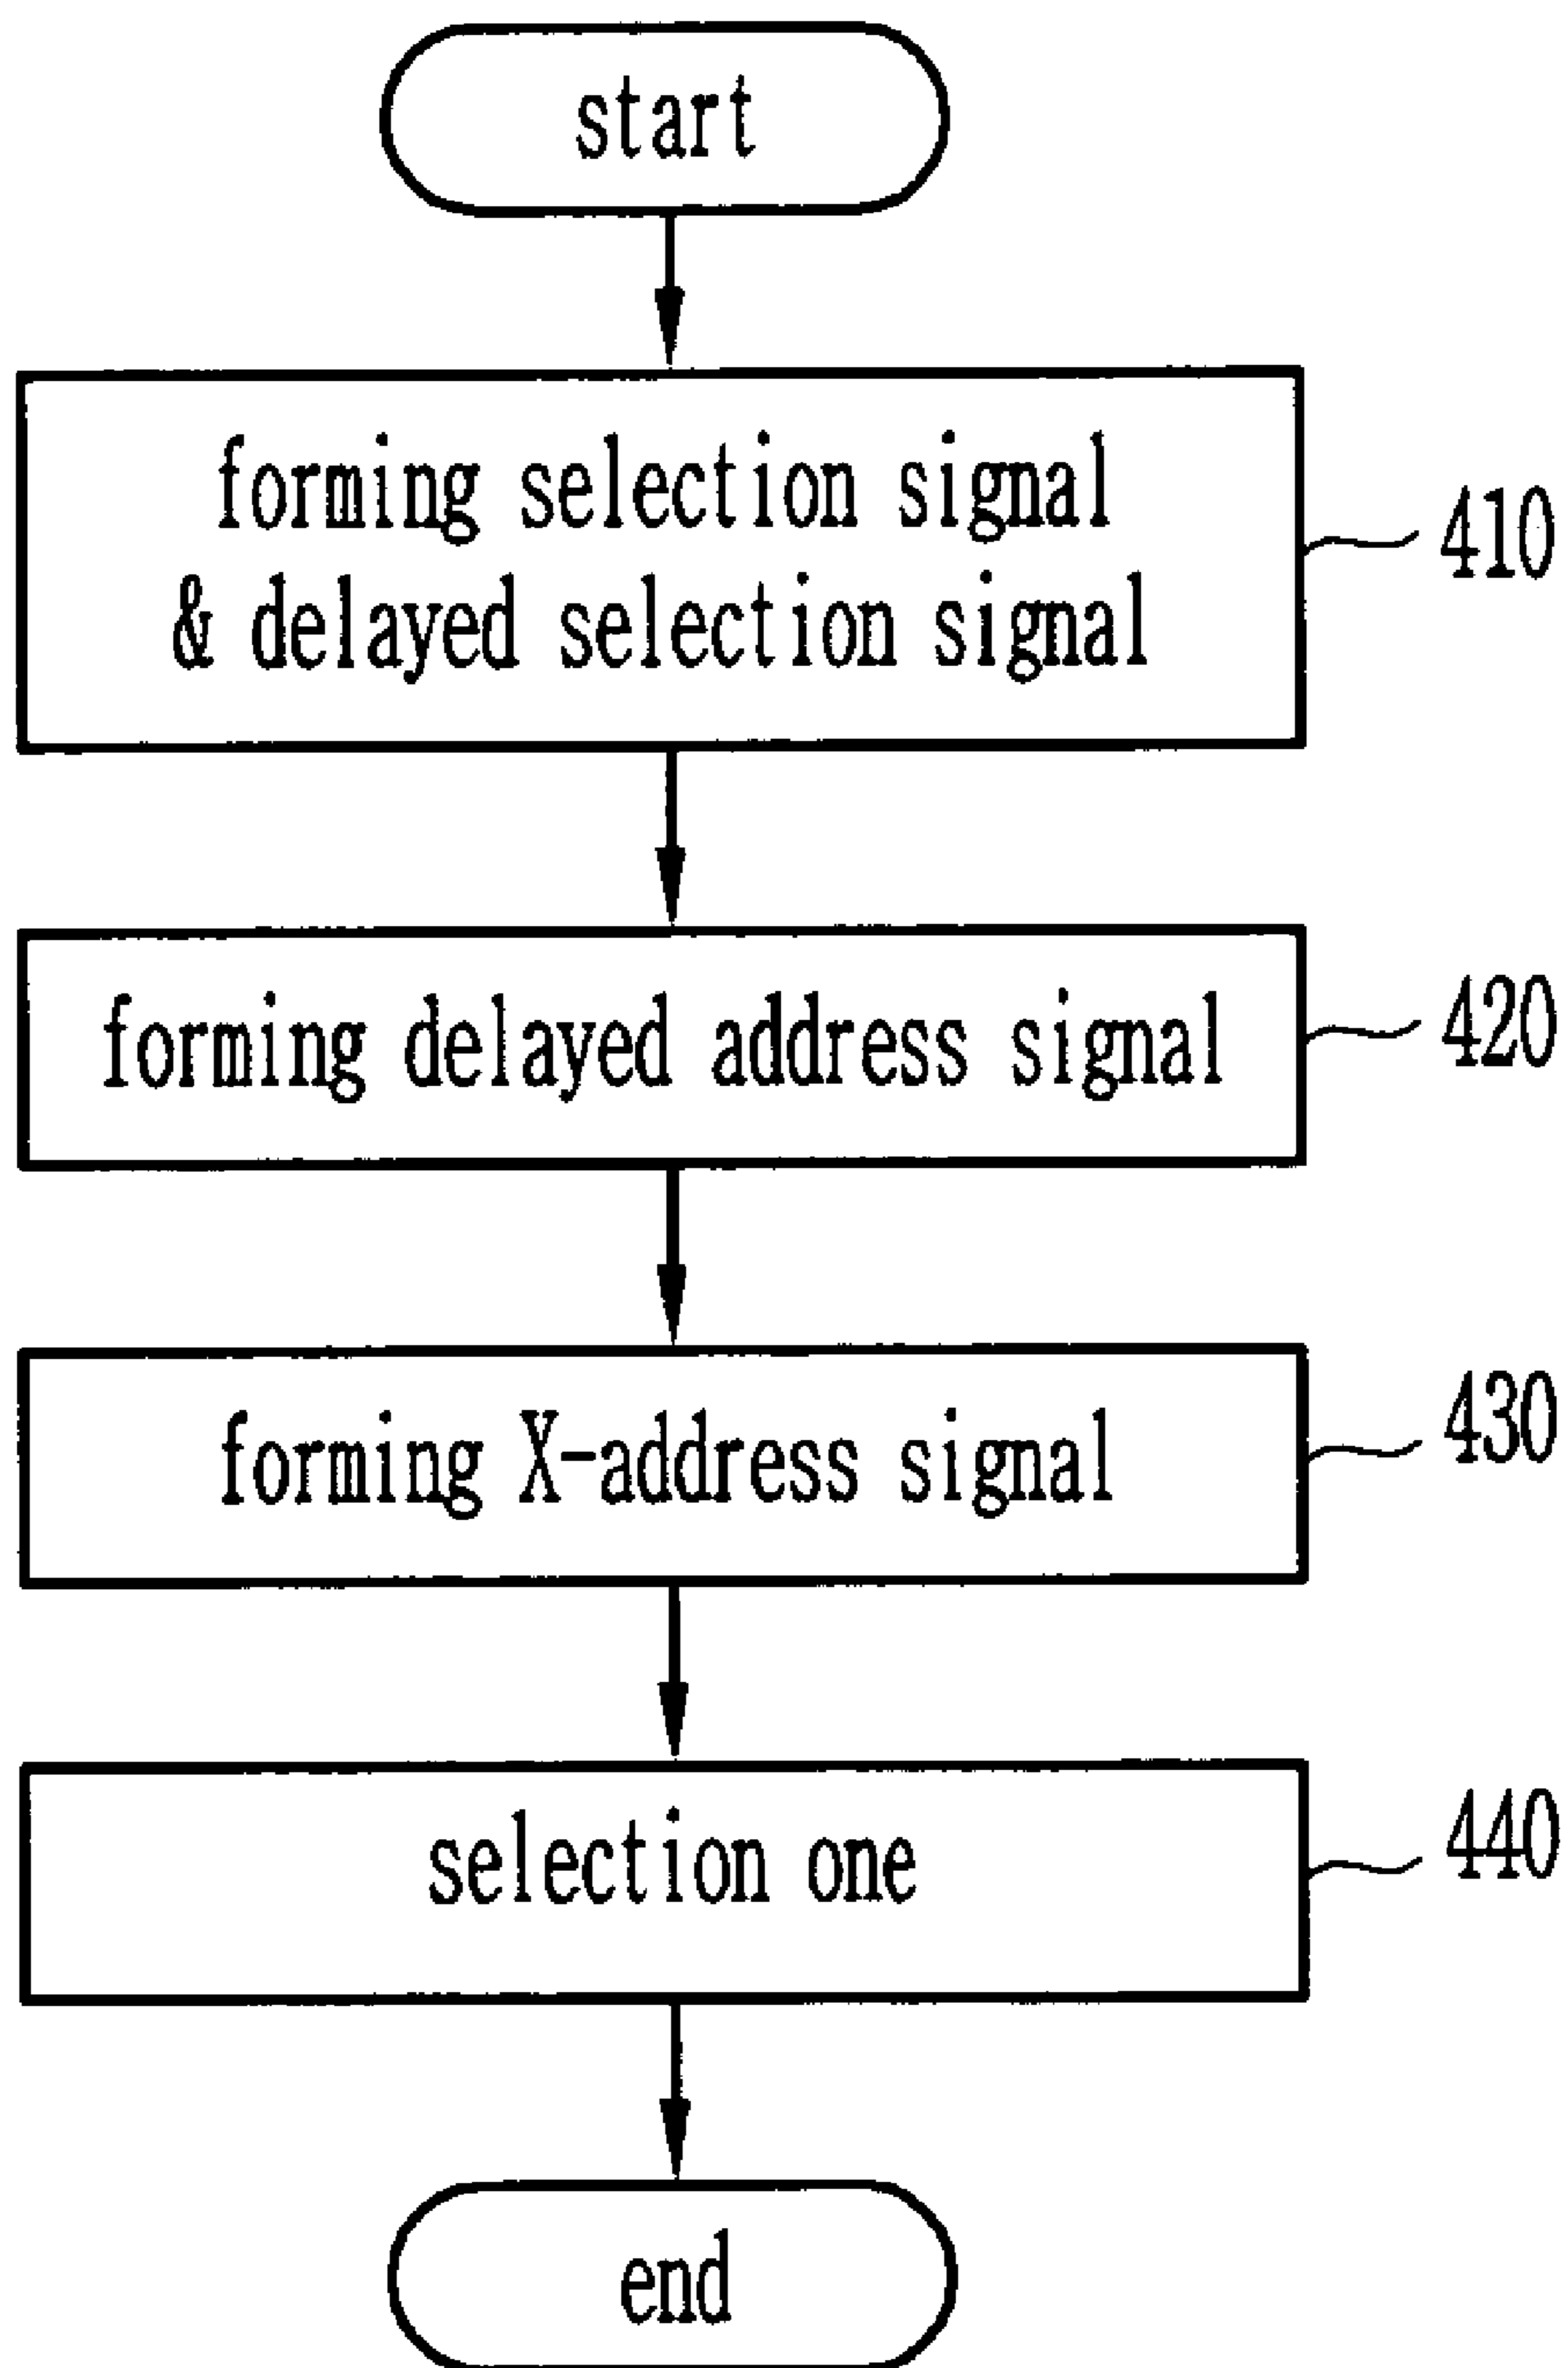 start
forming selection signal
& delayed selection signal
410
forming delayed address signal
420
forming X-address signal
430
selection one
440
end